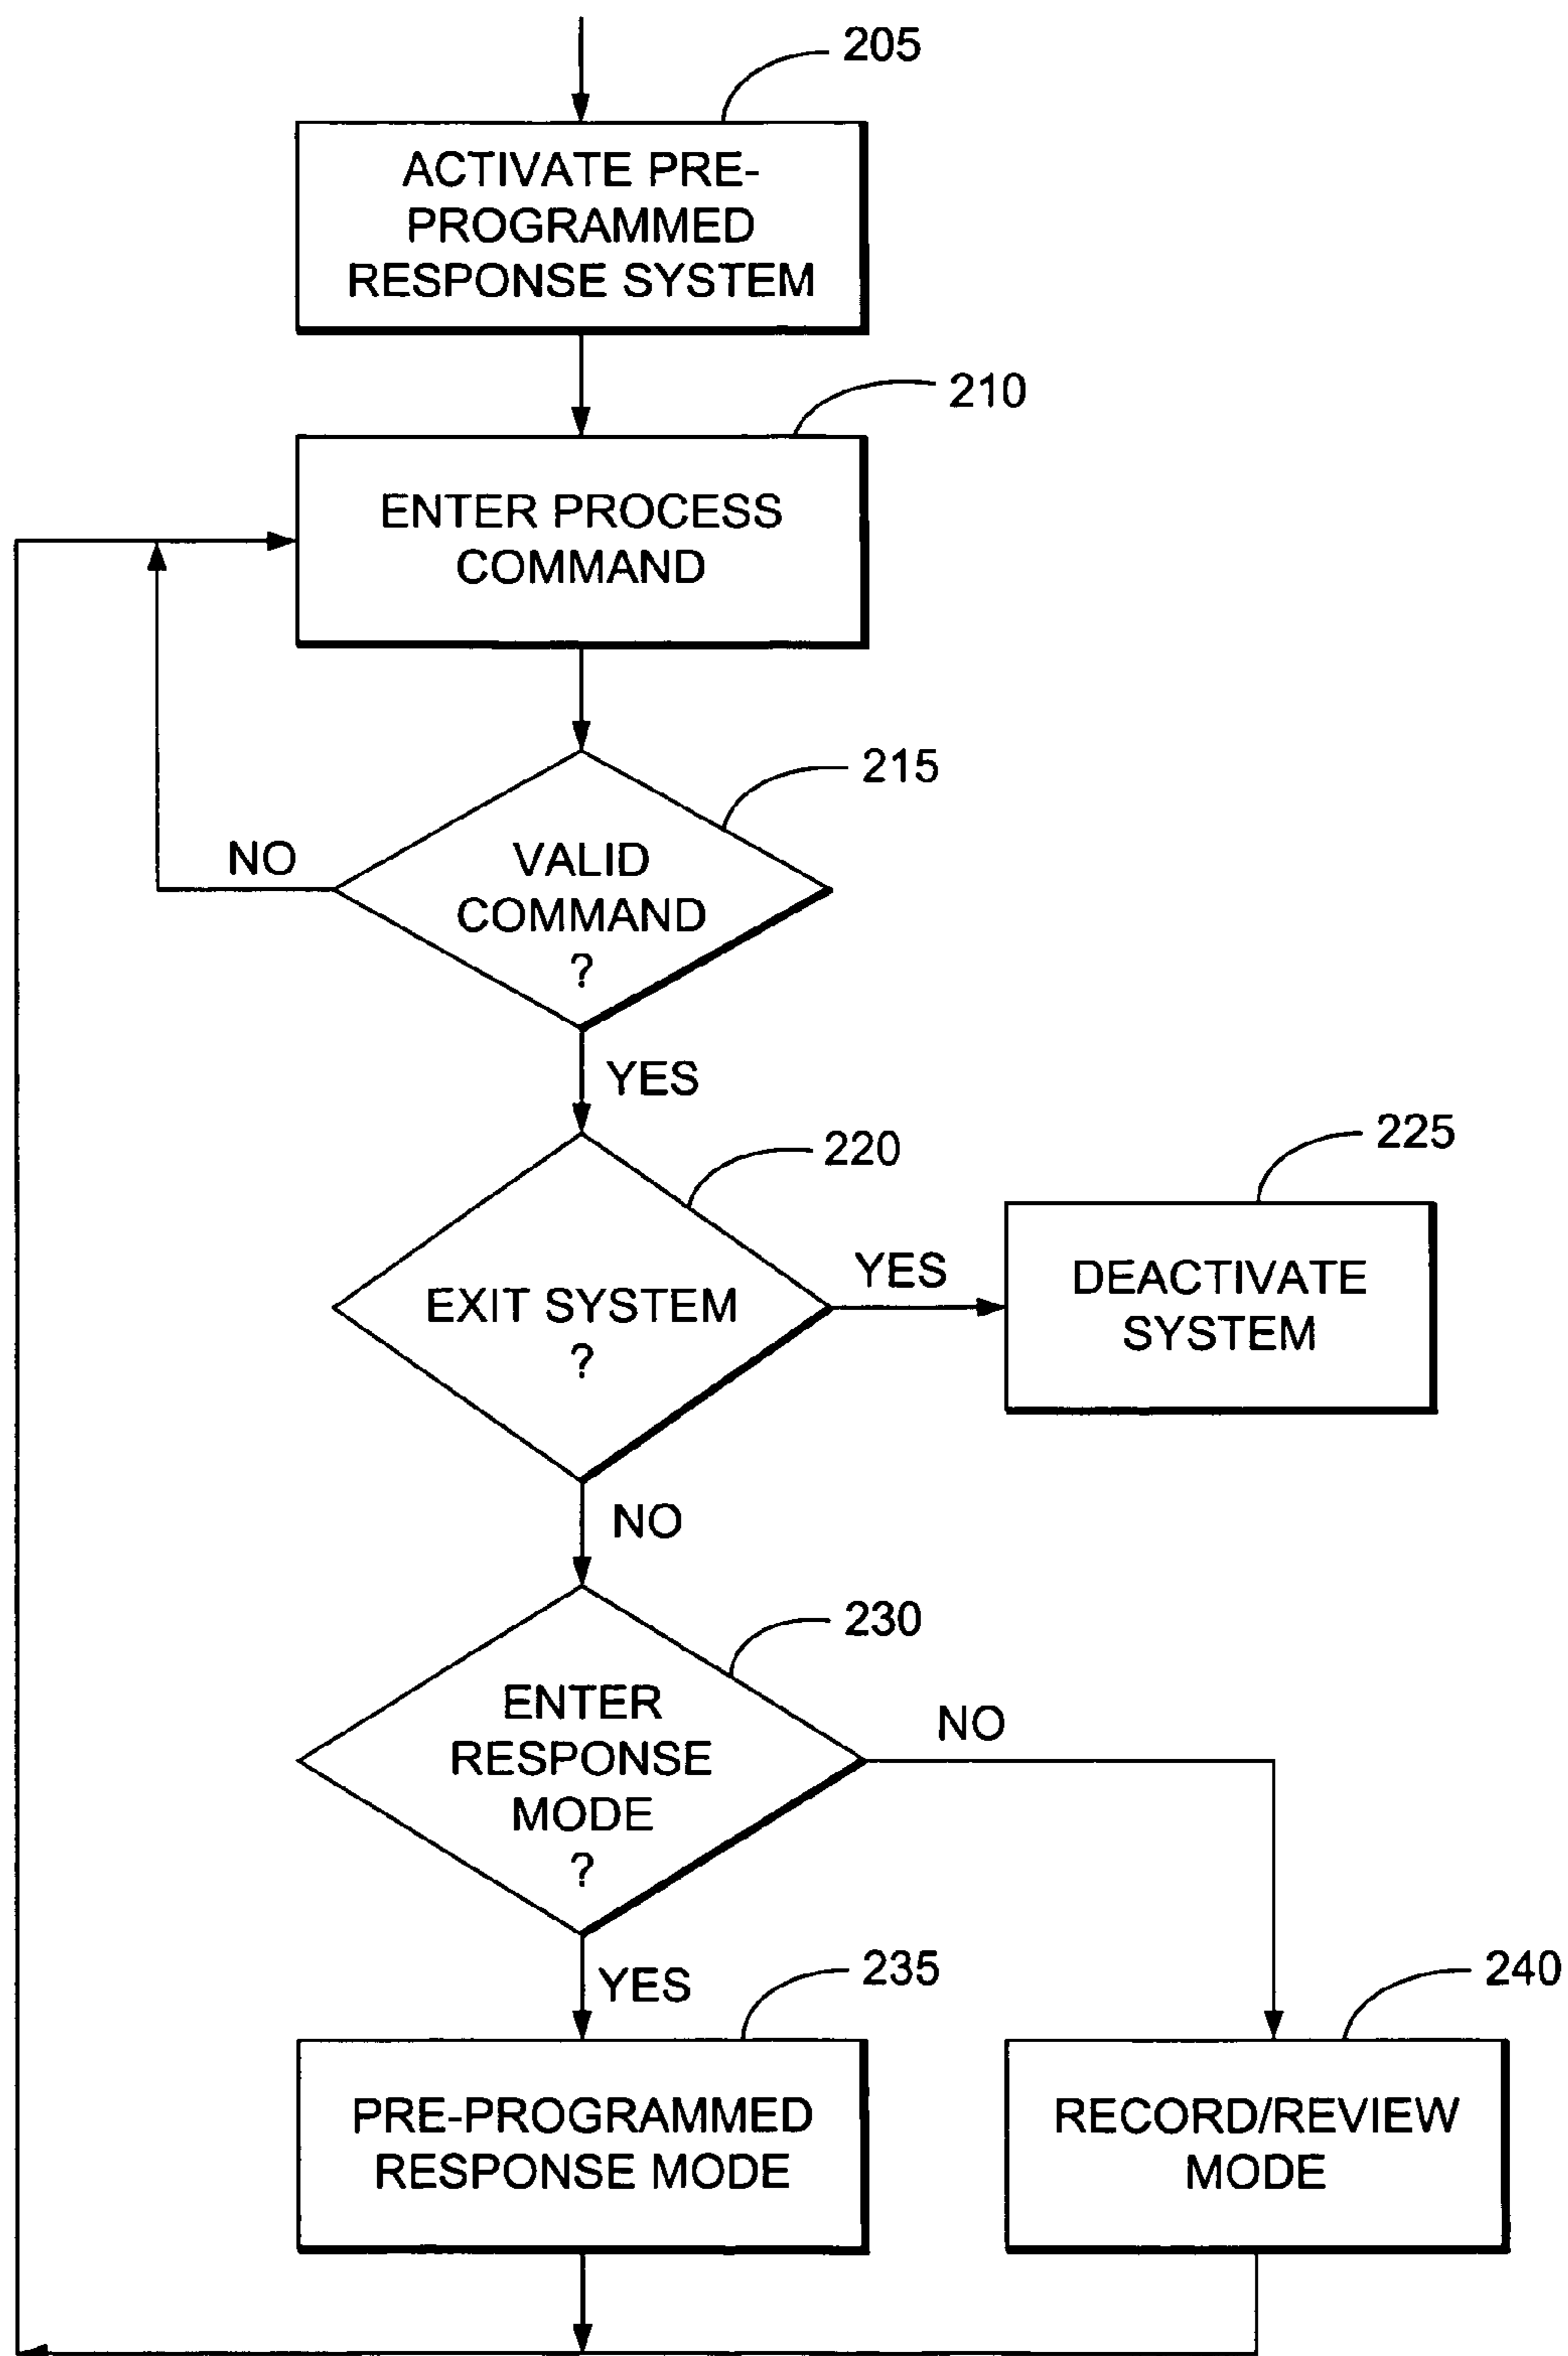 205
ACTIVATE PRE-
PROGRAMMED
RESPONSE SYSTEM
210
ENTER PROCESS
COMMAND
215
NO
VALID
COMMAND
?
YES
220
225
EXIT SYSTEM
?
YES
DEACTIVATE
SYSTEM
NO
230
ENTER
RESPONSE
MODE
?
NO
YES
235
240
PRE-PROGRAMMED
RESPONSE MODE
RECORD/REVIEW
MODE